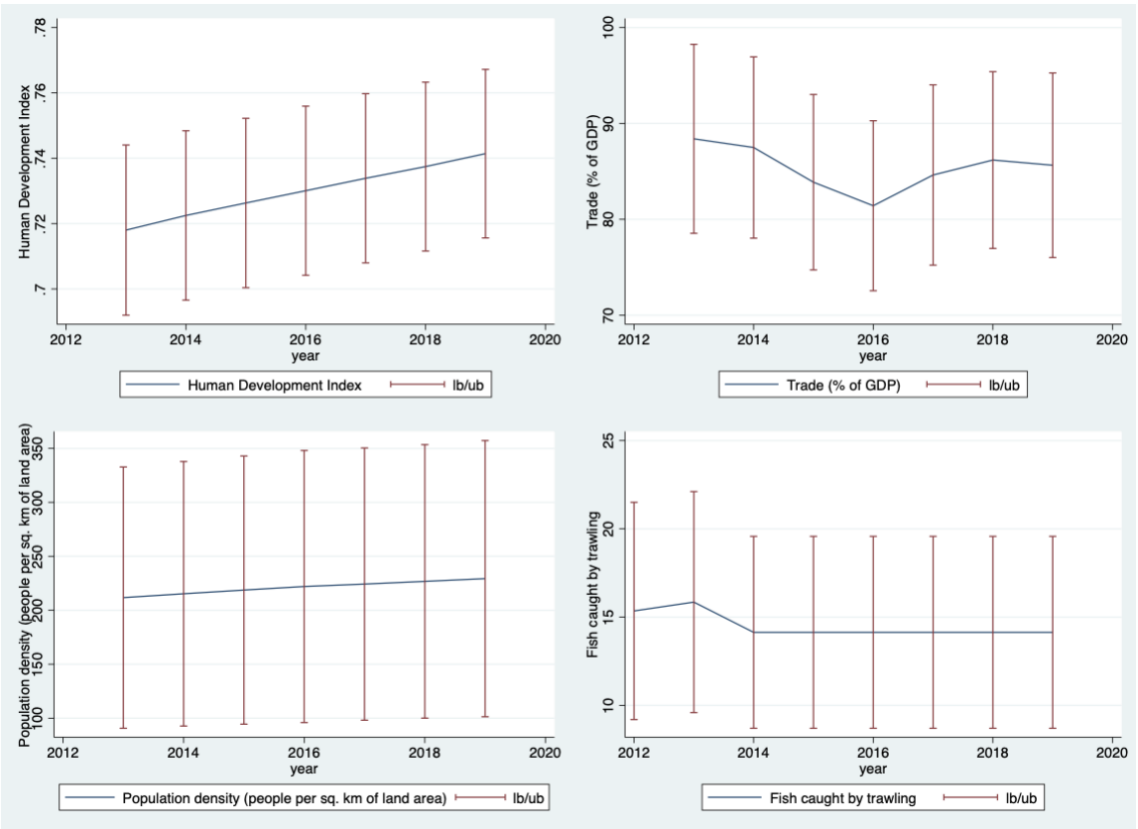 Human Development Index
.78
.76
.74
.72
.7
2012 2014 2016 2018 2020
year
Human Development Index lb/ub
Trade (% of GDP)
100
90
80
70
2012 2014 2016 2018 2020
year
Trade (% of GDP) lb/ub
Population density (people per sq. km of land area)
350
300
250
200
150
100
2012 2014 2016 2018 2020
year
Population density (people per sq. km of land area) lb/ub
Fish caught by trawling
25
20
15
10
2012 2014 2016 2018 2020
year
Fish caught by trawling lb/ub